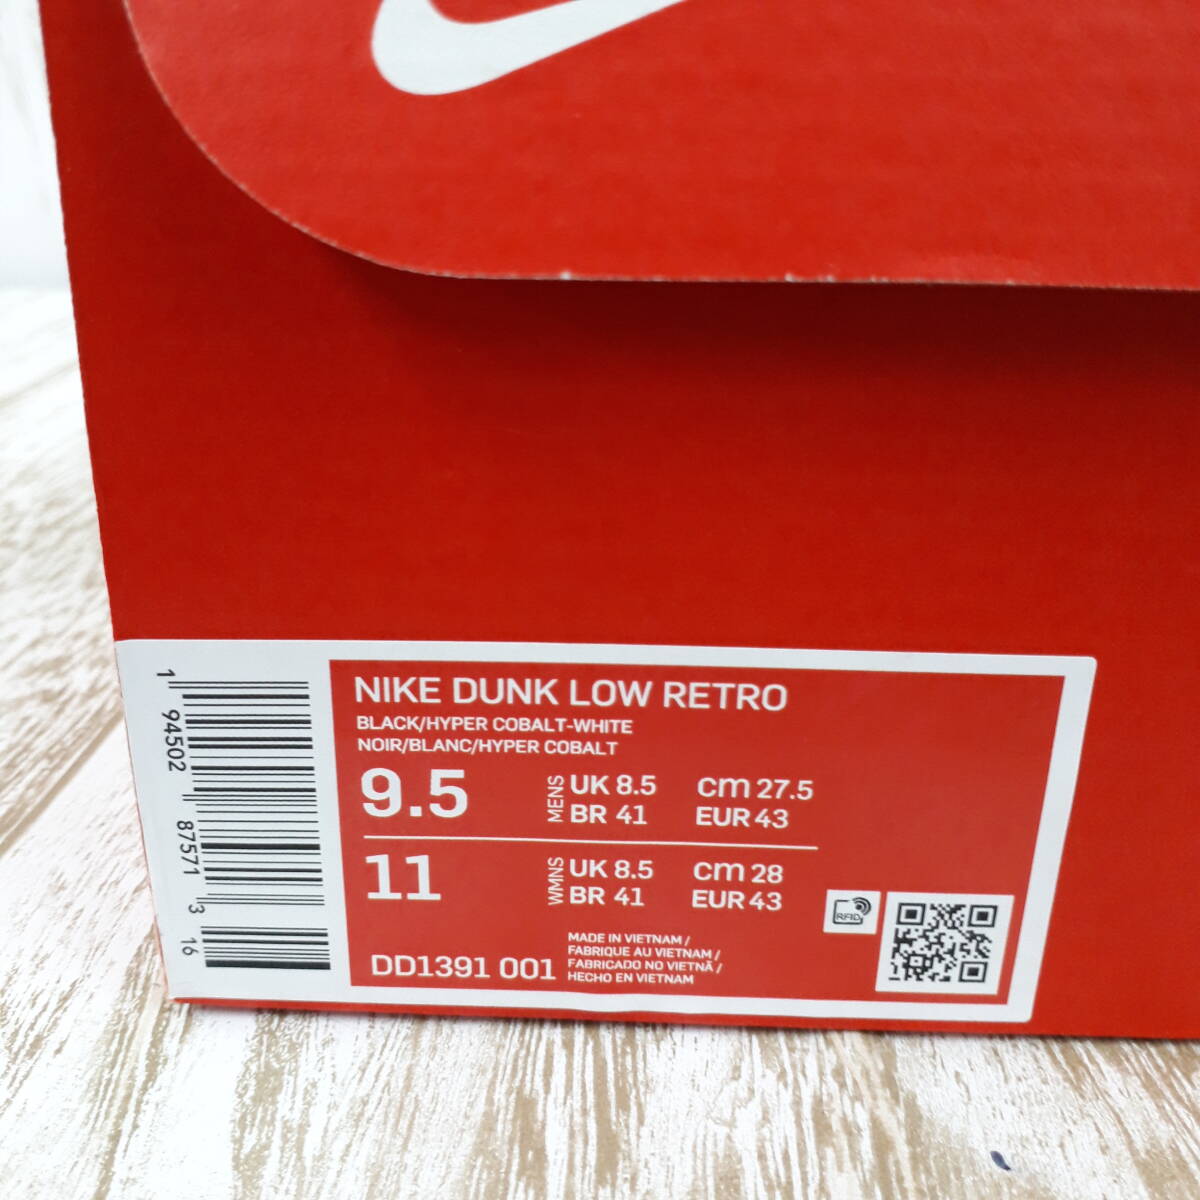 NIKE DUNK LOW RETRO
BLACK/HYPER COBALT-WHITE
NOIR/BLANC/HYPER COBALT
9.5 MENS UK 8.5 cm 27.5
BR 41 EUR 43
11 WMNS UK 8.5 cm 28
BR 41 EUR 43
DD1391 001
MADE IN VIETNAM /
FABRIQUE AU VIETNAM /
FABRICADO NO VIETNÃ /
HECHO EN VIETNAM
RFID
1 94502 87571 3 16